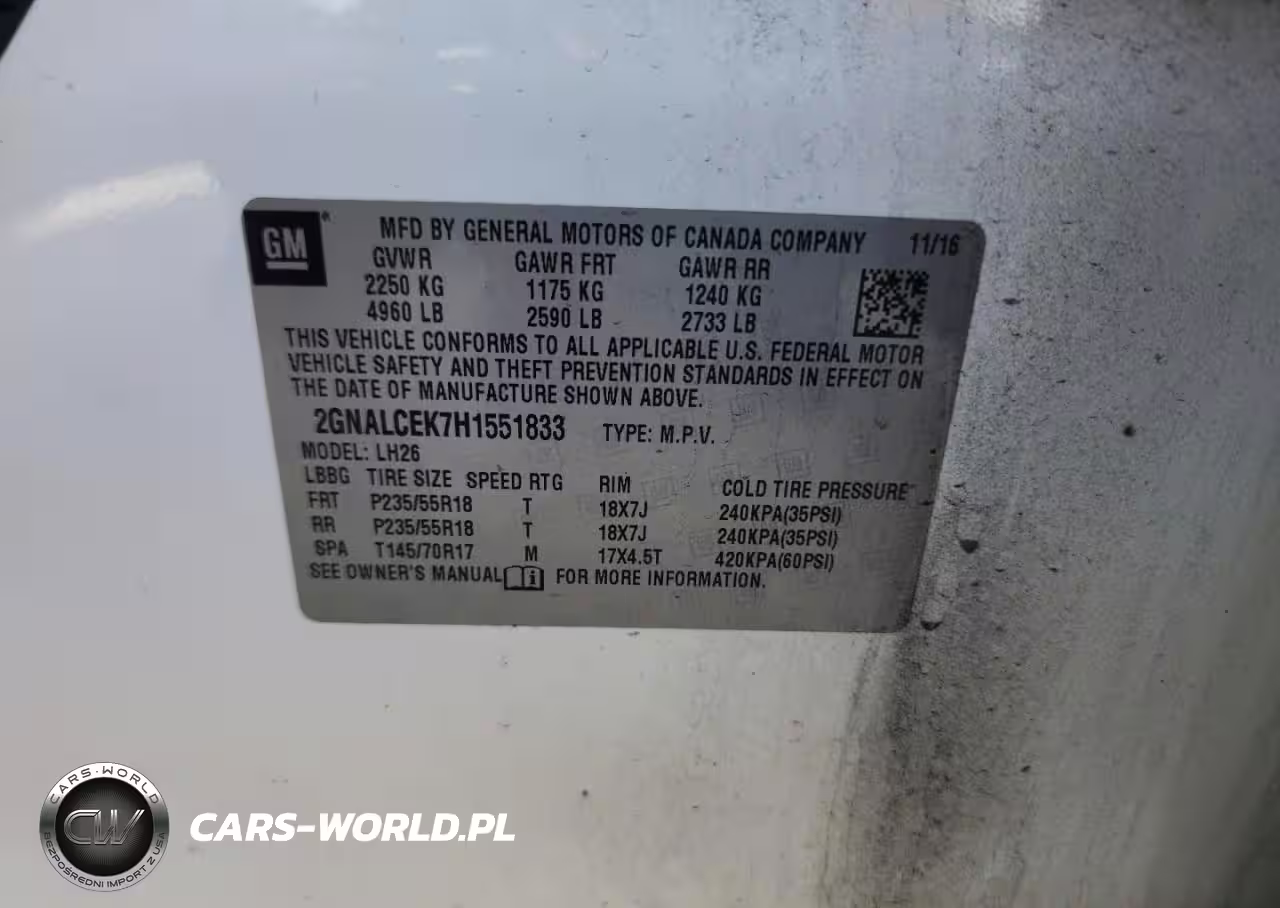 GM
MFD BY GENERAL MOTORS OF CANADA COMPANY 11/16
GVWR GAWR FRT GAWR RR
2250 KG 1175 KG 1240 KG
4960 LB 2590 LB 2733 LB
THIS VEHICLE CONFORMS TO ALL APPLICABLE U.S. FEDERAL MOTOR
VEHICLE SAFETY AND THEFT PREVENTION STANDARDS IN EFFECT ON
THE DATE OF MANUFACTURE SHOWN ABOVE.
2GNALCEK7H1551833 TYPE: M.P.V.
MODEL: LH26
LBBG TIRE SIZE SPEED RTG RIM COLD TIRE PRESSURE
FRT P235/55R18 T 18X7J 240KPA(35PSI)
RR P235/55R18 T 18X7J 240KPA(35PSI)
SPA T145/70R17 M 17X4.5T 420KPA(60PSI)
SEE OWNER'S MANUAL FOR MORE INFORMATION.
CARS-WORLD
CW
BEZPOŚREDNI IMPORT Z USA
CARS-WORLD.PL